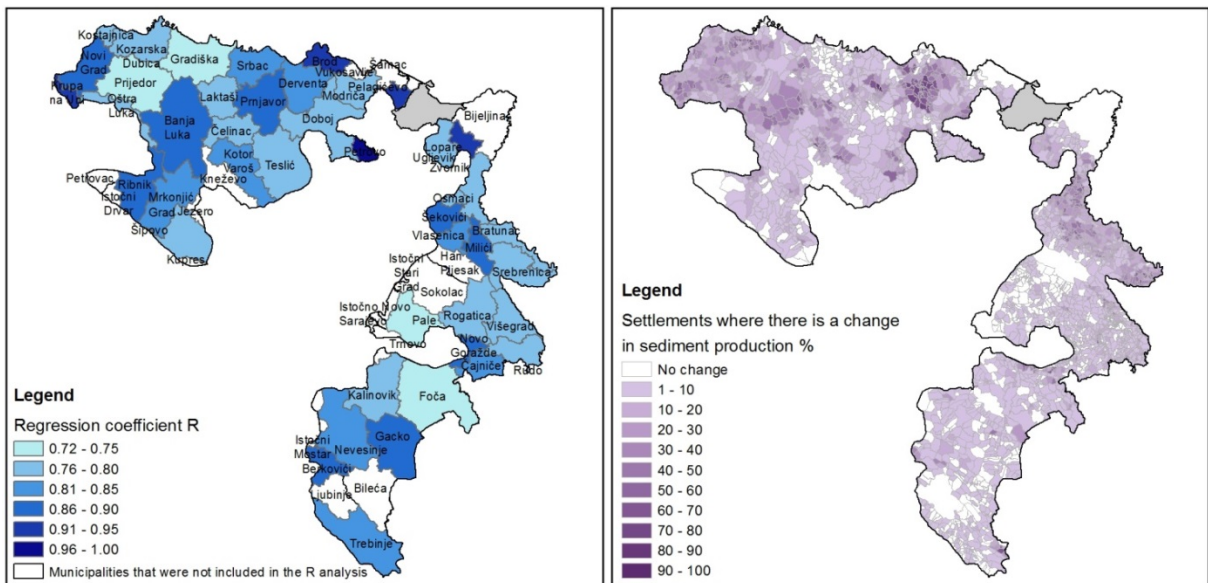 Kostajnica
Kozarska
Dubica
Novi
Grad
Gradiška
Srbac
Brod
Vukosavlje
Šamac
Pelagićevo
Modriča
Derventa
Krupa
na Uni
Prijedor
Oštra
Luka
Laktaši
Prnjavor
Doboj
Bijeljina
Banja
Luka
Čelinac
Kotor
Varoš
Kneževo
Teslić
Petrovo
Lopare
Ugljevik
Zvornik
Petrovac
Ribnik
Istočni
Drvar
Mrkonjić
Grad
Jezero
Šipovo
Kupres
Osmaci
Šekovići
Vlasenica
Bratunac
Milići
Srebrenica
Han
Pijesak
Istočni
Stari
Grad
Sokolac
Istočno Novo
Sarajevo
Pale
Trnovo
Rogatica
Višegrad
Novo
Goražde
Čajniče
Rudo
Kalinovik
Foča
Gacko
Istočni
Mostar
Nevesinje
Berkovići
Ljubinje
Bileća
Trebinje
Legend
Regression coefficient R
0.72 - 0.75
0.76 - 0.80
0.81 - 0.85
0.86 - 0.90
0.91 - 0.95
0.96 - 1.00
Municipalities that were not included in the R analysis
Legend
Settlements where there is a change
in sediment production %
No change
1 - 10
10 - 20
20 - 30
30 - 40
40 - 50
50 - 60
60 - 70
70 - 80
80 - 90
90 - 100